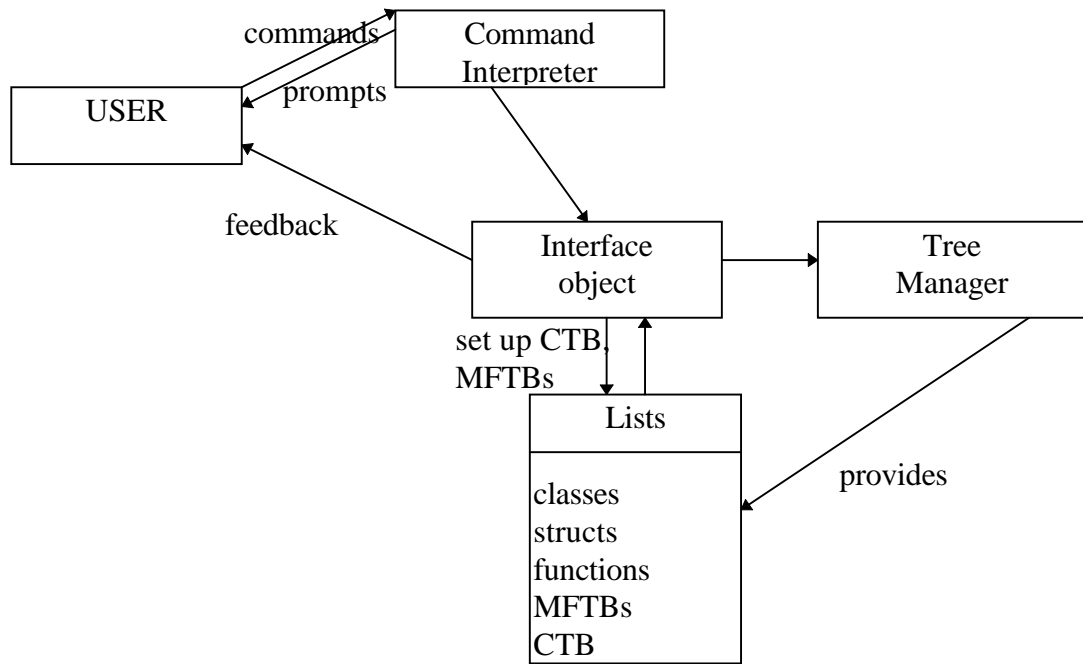 commands
Command
Interpreter
prompts
USER
feedback
Interface
object
Tree
Manager
set up CTB,
MFTBs
Lists
provides
classes
structs
functions
MFTBs
CTB